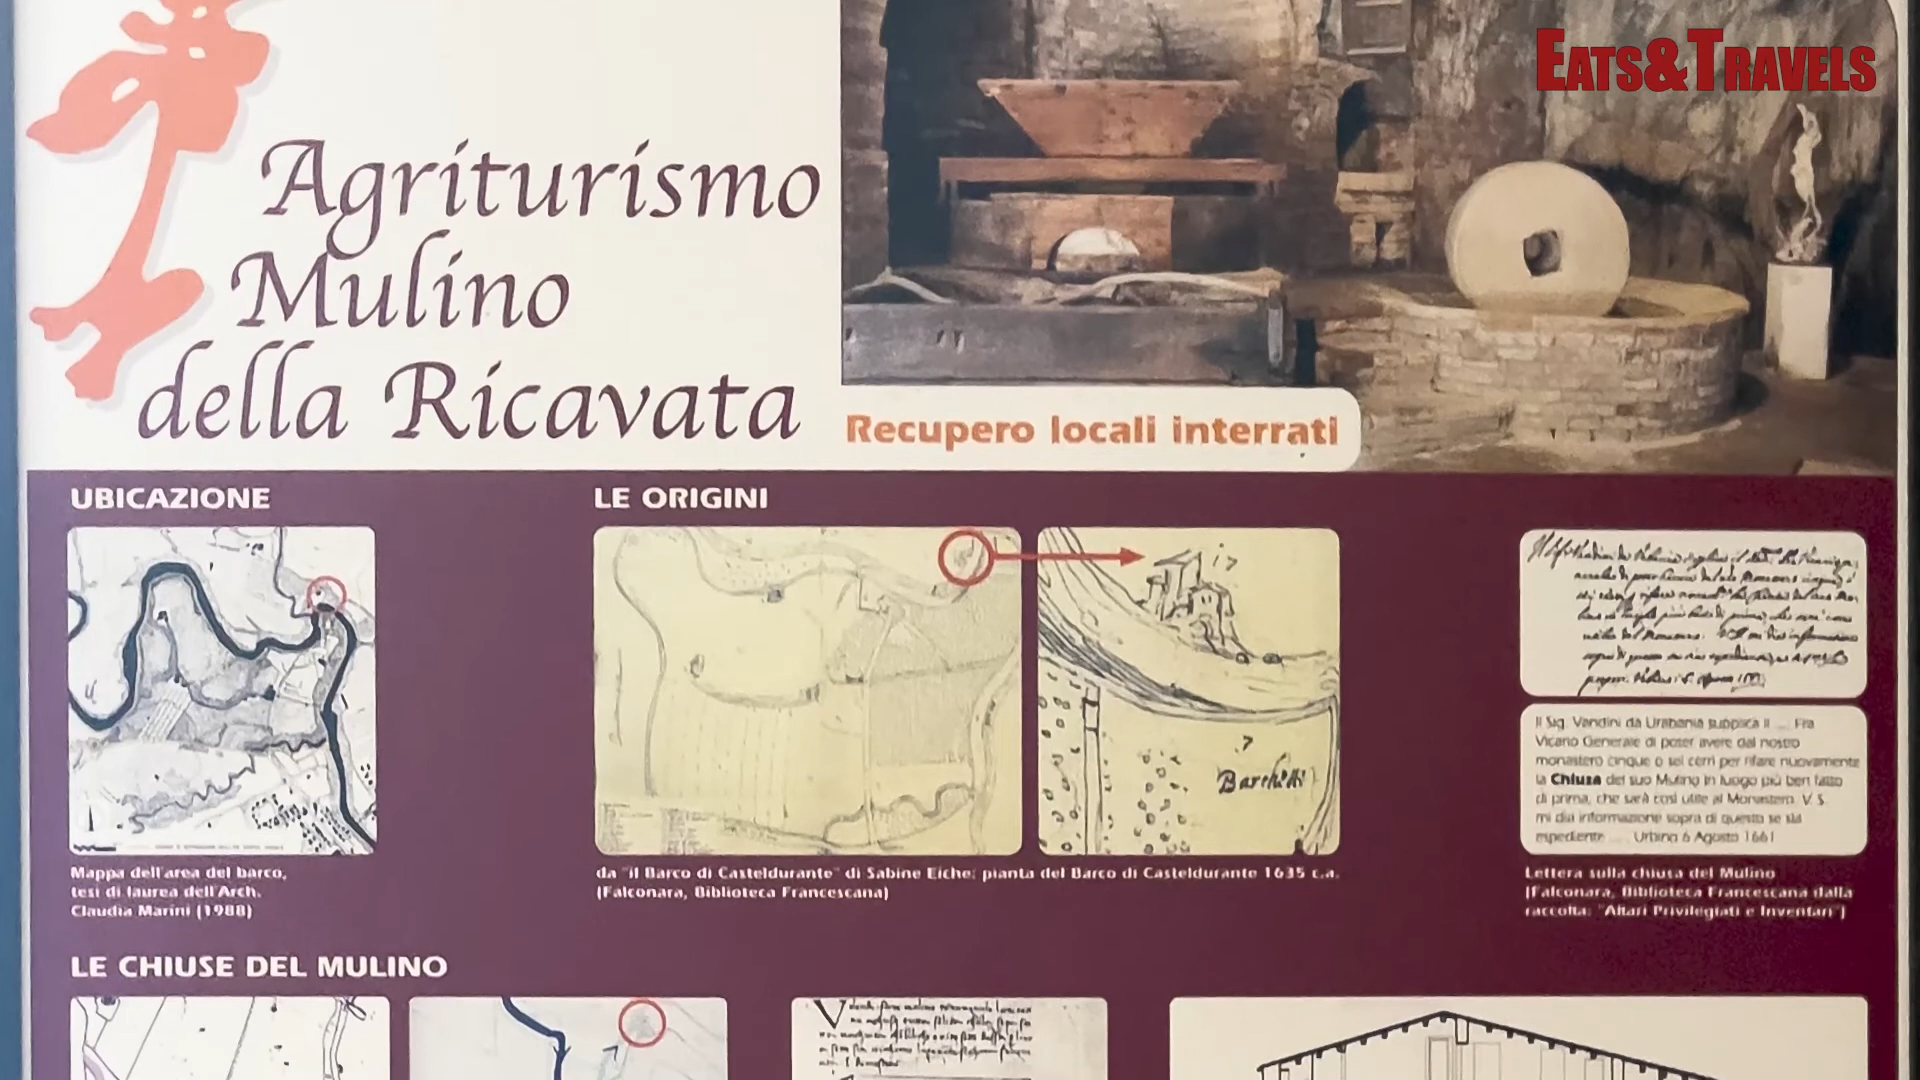 EATS&TRAVELS
Agriturismo
Mulino
della Ricavata
Recupero locali interrati
UBICAZIONE
LE ORIGINI
17
7
Barchetti
Il Sig. Vandini da Urabania supplica il .... Fra
Vicario Generale di poter avere dal nostro
monastero cinque o sei cerri per rifare nuovamente
la Chiusa del suo Mulino in luogo più ben fatto
di prima, che sarà così utile al Monastero. V. S.
mi dia informazione sopra di questo se sia
espediente .... Urbino 6 Agosto 1661
Mappa dell'area del barco,
tesi di laurea dell'Arch.
Claudia Marini (1988)
da "il Barco di Casteldurante" di Sabine Eiche; pianta del Barco di Casteldurante 1635 c.a.
(Falconara, Biblioteca Francescana)
Lettera sulla chiusa del Mulino
(Falconara, Biblioteca Francescana dalla
raccolta: "Altari Privilegiati e Inventari")
LE CHIUSE DEL MULINO